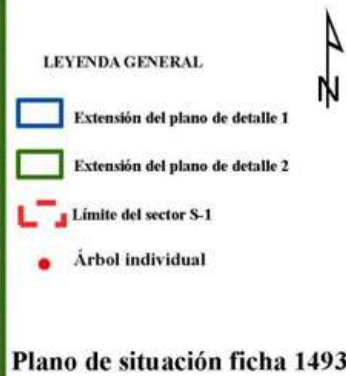 LEYENDA GENERAL
N
Extensión del plano de detalle 1
Extensión del plano de detalle 2
Límite del sector S-1
Árbol individual
Plano de situación ficha 1493